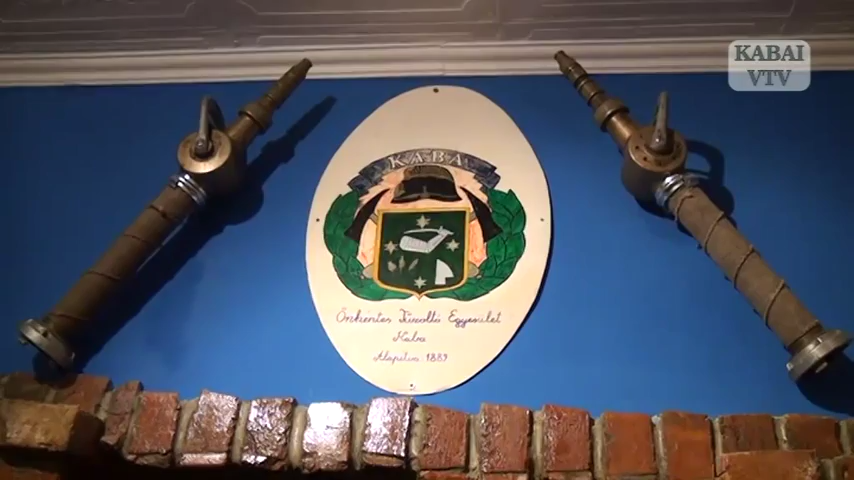 KABAI
VTV
KABA
Önkéntes Tűzoltó Egyesület
Kaba
Alapítva 1889